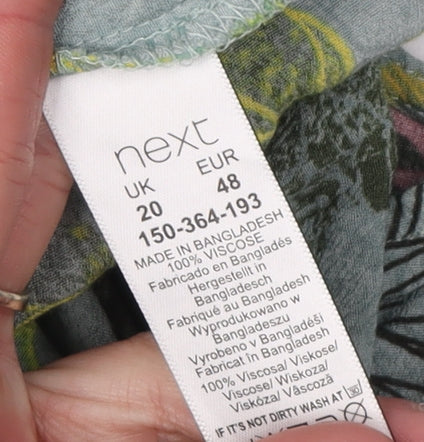 next
UK EUR
20 48
150-364-193
MADE IN BANGLADESH
100% VISCOSE
Fabricado en Bangladés
Hergestellt in
Bangladesch
Fabriqué au Bangladesh
Wyprodukowano w
Bangladeszu
Vyrobeno v Bangladéši
Fabricat în Bangladesh
100% Viscosa/Viskose/
Viscose/Wiskoza/
Viskóza/Vâscoză
IF IT'S NOT DIRTY WASH AT